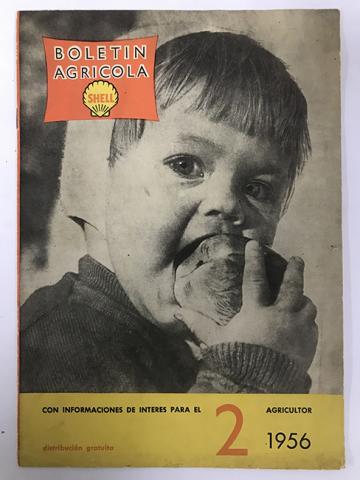 BOLETIN
AGRICOLA
SHELL
CON INFORMACIONES DE INTERES PARA EL AGRICULTOR
2
1956
distribución gratuita